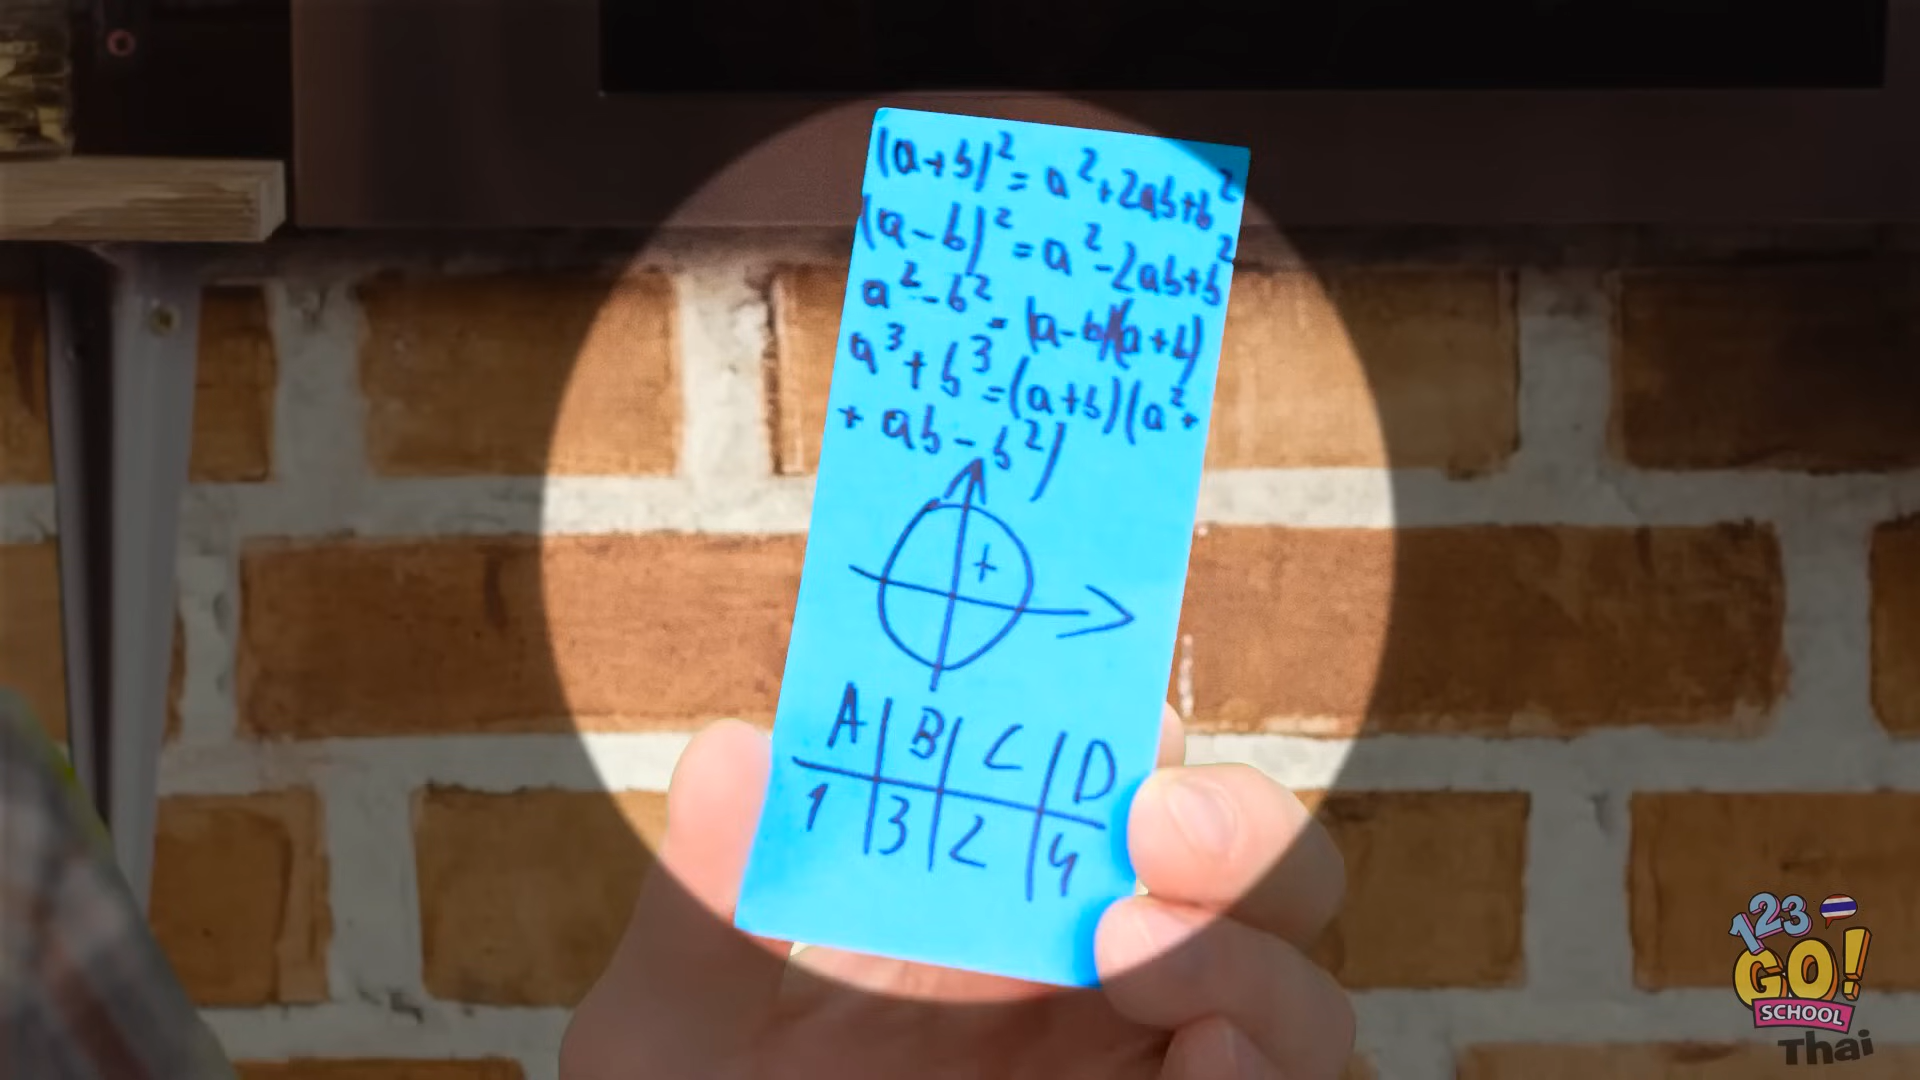 (a+b)²= a²+2ab+b²
(a-b)²= a²-2ab+b²
a²-b² = (a-b)(a+b)
a³+b³=(a+b)(a²+
+ ab-b²)
+
A B C D
1 3 2 4
123
GO!
SCHOOL
Thai